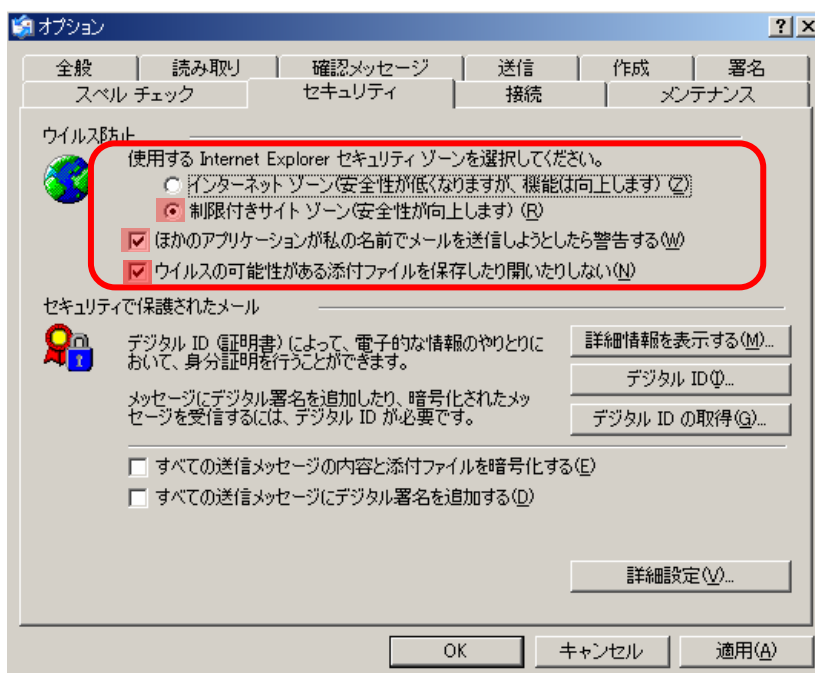 オプション
全般 読み取り 確認メッセージ 送信 作成 署名
スペル チェック セキュリティ 接続 メンテナンス
ウイルス防止
使用する Internet Explorer セキュリティ ゾーンを選択してください。
インターネット ゾーン(安全性が低くなりますが、機能は向上します) (Z)
制限付きサイト ゾーン(安全性が向上します) (R)
ほかのアプリケーションが私の名前でメールを送信しようとしたら警告する(W)
ウイルスの可能性がある添付ファイルを保存したり開いたりしない(N)
セキュリティで保護されたメール
デジタル ID (証明書) によって、電子的な情報のやりとりに
おいて、身分証明を行うことができます。
詳細情報を表示する(M)...
デジタル ID(I)...
メッセージにデジタル署名を追加したり、暗号化されたメッ
セージを受信するには、デジタル ID が必要です。
デジタル ID の取得(G)...
すべての送信メッセージの内容と添付ファイルを暗号化する(E)
すべての送信メッセージにデジタル署名を追加する(D)
詳細設定(V)...
OK キャンセル 適用(A)